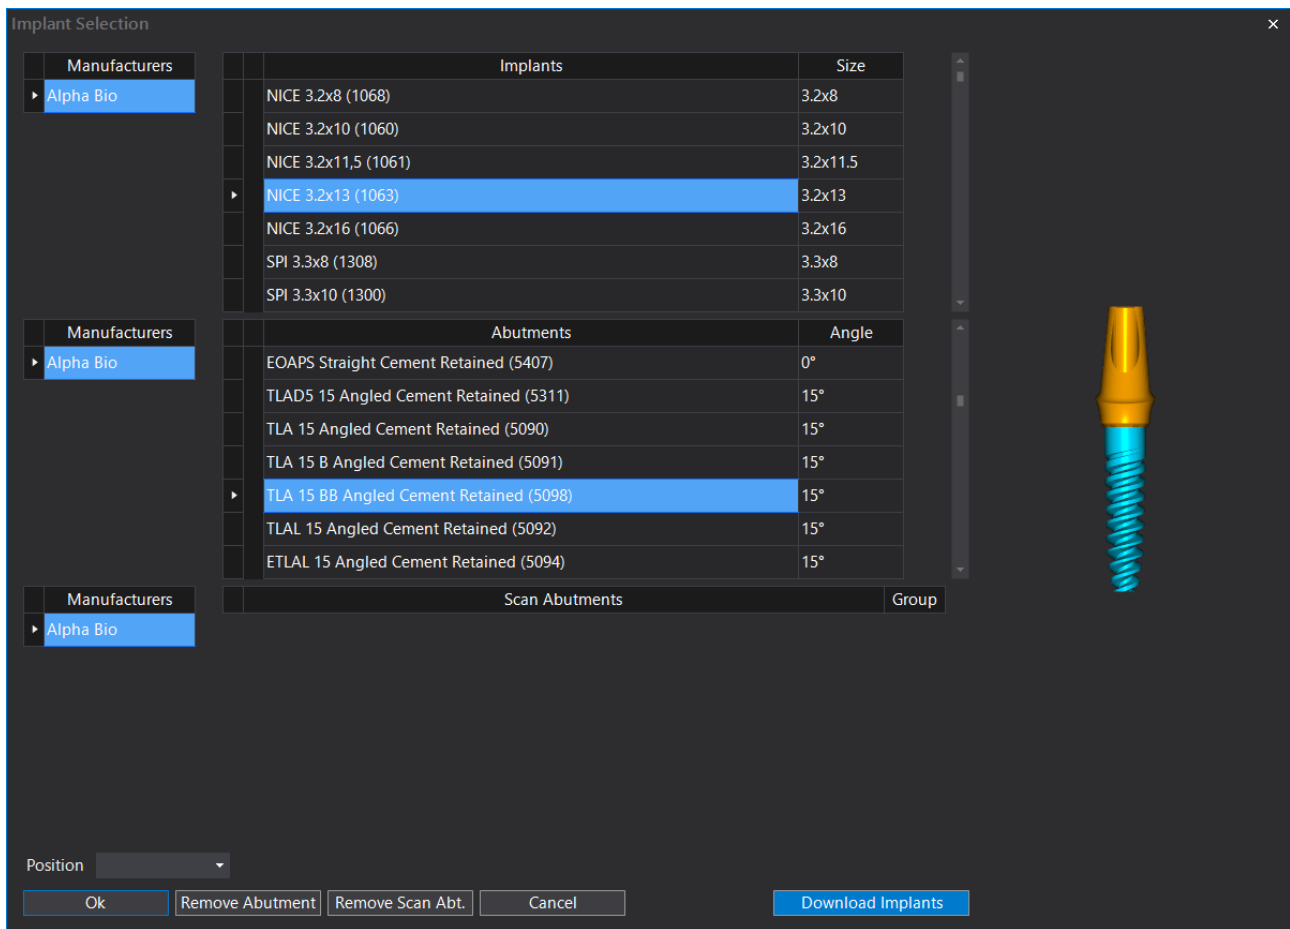 Implant Selection
Manufacturers
Alpha Bio
Implants Size
NICE 3.2x8 (1068) 3.2x8
NICE 3.2x10 (1060) 3.2x10
NICE 3.2x11,5 (1061) 3.2x11.5
NICE 3.2x13 (1063) 3.2x13
NICE 3.2x16 (1066) 3.2x16
SPI 3.3x8 (1308) 3.3x8
SPI 3.3x10 (1300) 3.3x10
Manufacturers
Alpha Bio
Abutments Angle
EOAPS Straight Cement Retained (5407) 0°
TLAD5 15 Angled Cement Retained (5311) 15°
TLA 15 Angled Cement Retained (5090) 15°
TLA 15 B Angled Cement Retained (5091) 15°
TLA 15 BB Angled Cement Retained (5098) 15°
TLAL 15 Angled Cement Retained (5092) 15°
ETLAL 15 Angled Cement Retained (5094) 15°
Manufacturers
Alpha Bio
Scan Abutments Group
Position
Ok Remove Abutment Remove Scan Abt. Cancel Download Implants